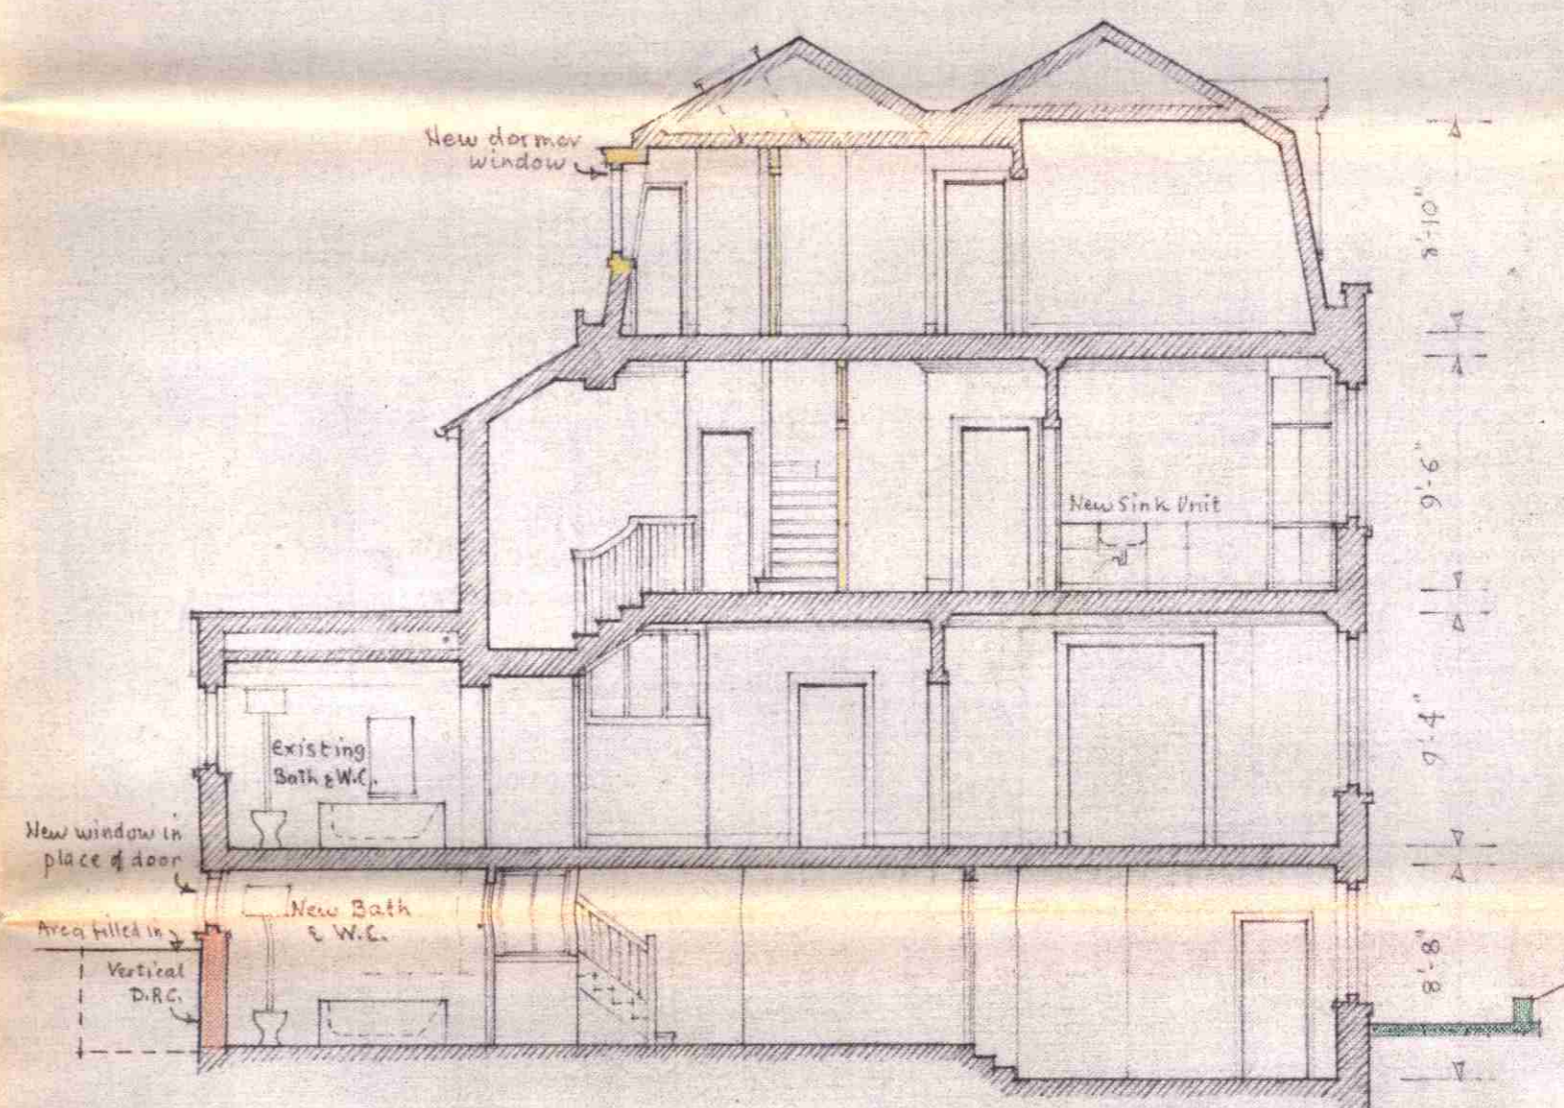 New dormer
window
8'-10"
9'-6"
New Sink Unit
9'-4"
Existing
Bath & W.C.
New window in
place of door
New Bath
& W.C.
Area filled in
Vertical
D.P.C.
8'-8"